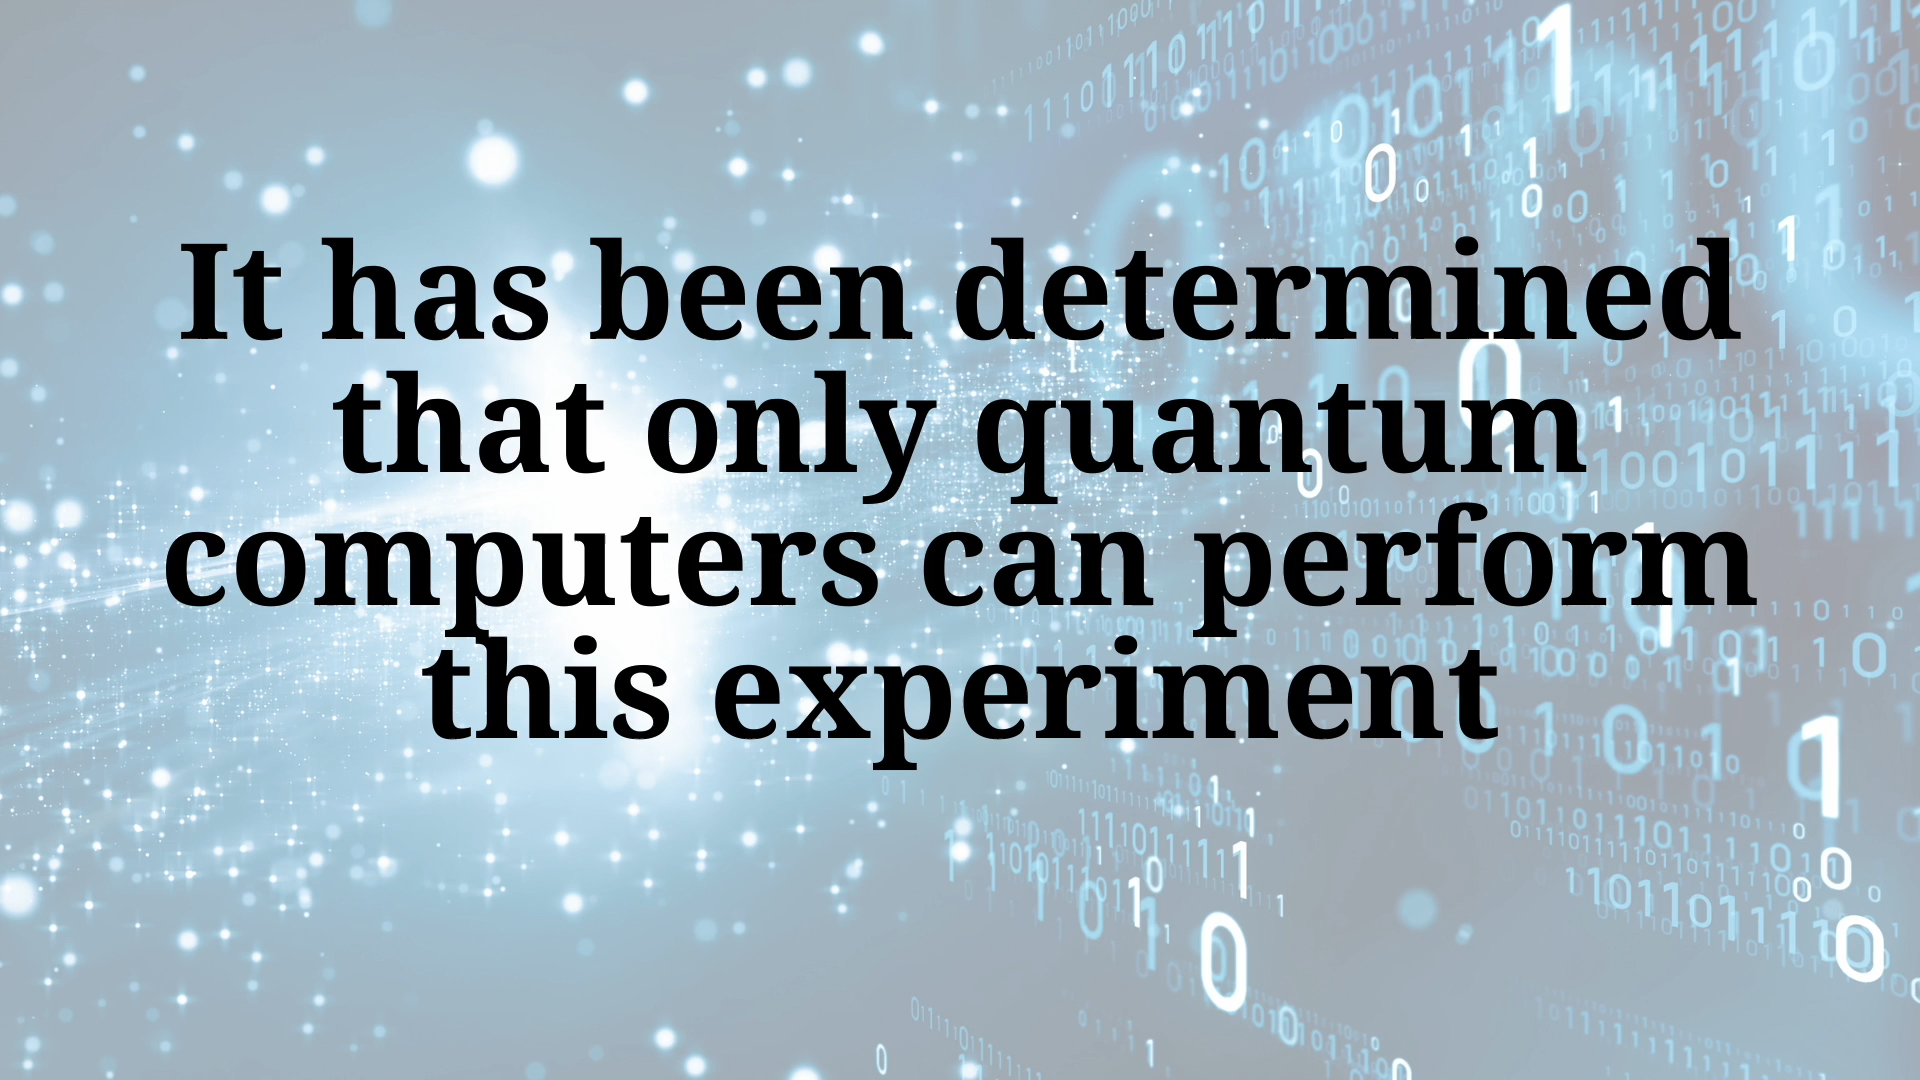 It has been determined
that only quantum
computers can perform
this experiment